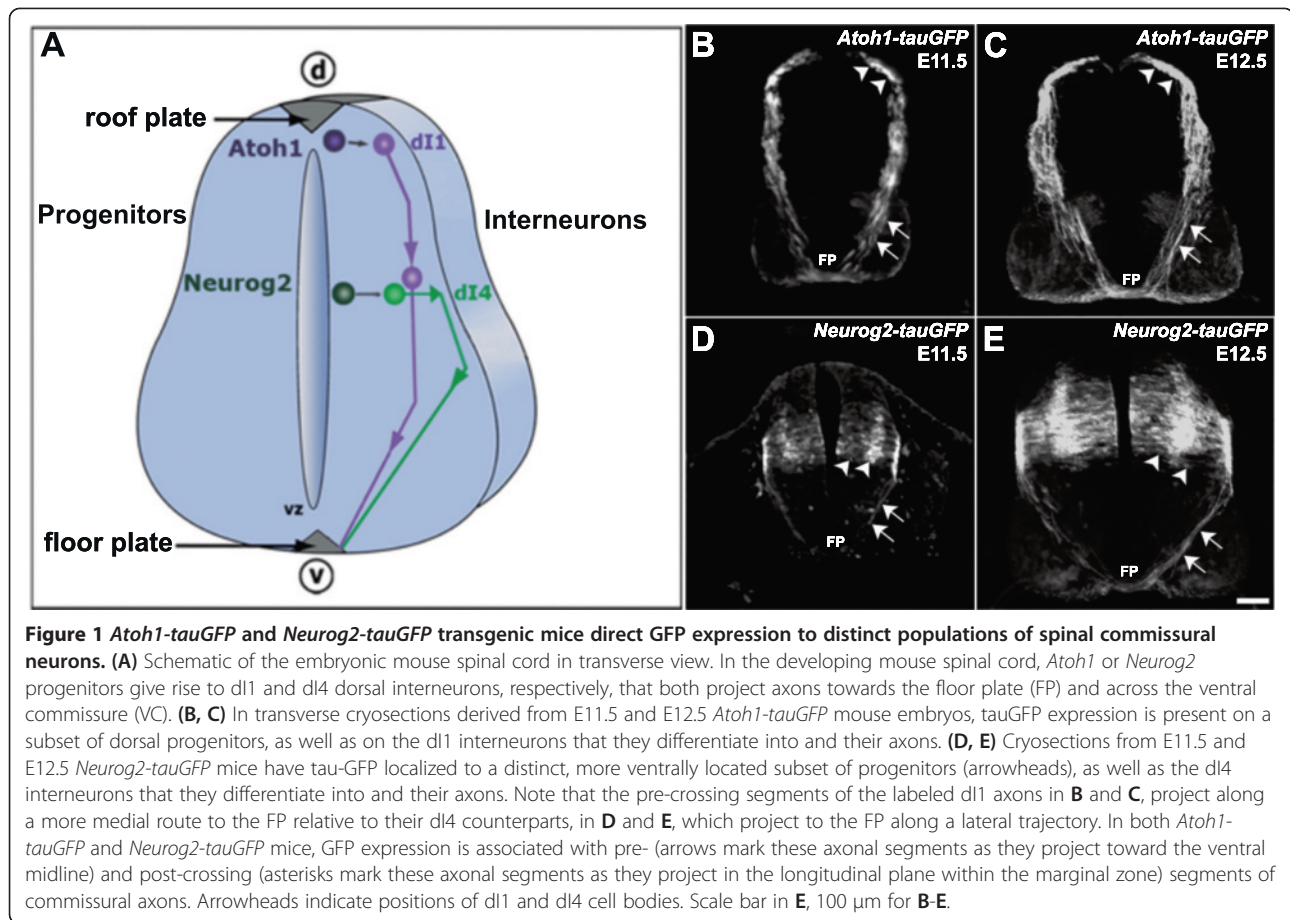 A
d
roof plate
Atoh1
dI1
Progenitors
Interneurons
Neurog2
dI4
vz
floor plate
v
B
Atoh1-tauGFP
E11.5
FP
C
Atoh1-tauGFP
E12.5
FP
D
Neurog2-tauGFP
E11.5
FP
E
Neurog2-tauGFP
E12.5
FP
Figure 1 Atoh1-tauGFP and Neurog2-tauGFP transgenic mice direct GFP expression to distinct populations of spinal commissural
neurons. (A) Schematic of the embryonic mouse spinal cord in transverse view. In the developing mouse spinal cord, Atoh1 or Neurog2
progenitors give rise to dI1 and dI4 dorsal interneurons, respectively, that both project axons towards the floor plate (FP) and across the ventral
commissure (VC). (B, C) In transverse cryosections derived from E11.5 and E12.5 Atoh1-tauGFP mouse embryos, tauGFP expression is present on a
subset of dorsal progenitors, as well as on the dI1 interneurons that they differentiate into and their axons. (D, E) Cryosections from E11.5 and
E12.5 Neurog2-tauGFP mice have tau-GFP localized to a distinct, more ventrally located subset of progenitors (arrowheads), as well as the dI4
interneurons that they differentiate into and their axons. Note that the pre-crossing segments of the labeled dI1 axons in B and C, project along
a more medial route to the FP relative to their dI4 counterparts, in D and E, which project to the FP along a lateral trajectory. In both Atoh1-
tauGFP and Neurog2-tauGFP mice, GFP expression is associated with pre- (arrows mark these axonal segments as they project toward the ventral
midline) and post-crossing (asterisks mark these axonal segments as they project in the longitudinal plane within the marginal zone) segments of
commissural axons. Arrowheads indicate positions of dI1 and dI4 cell bodies. Scale bar in E, 100 μm for B-E.